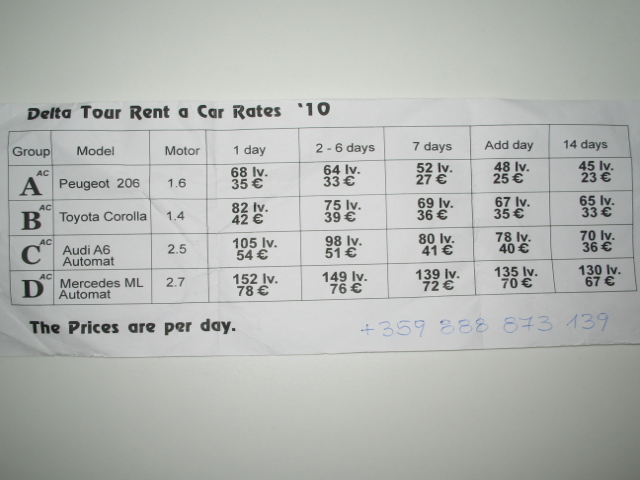 Delta Tour Rent a Car Rates '10
Group Model Motor 1 day 2 - 6 days 7 days Add day 14 days
A AC Peugeot 206 1.6 68 lv. 35 € 64 lv. 33 € 52 lv. 27 € 48 lv. 25 € 45 lv. 23 €
B AC Toyota Corolla 1.4 82 lv. 42 € 75 lv. 39 € 69 lv. 36 € 67 lv. 35 € 65 lv. 33 €
C AC Audi A6 Automat 2.5 105 lv. 54 € 98 lv. 51 € 80 lv. 41 € 78 lv. 40 € 70 lv. 36 €
D AC Mercedes ML Automat 2.7 152 lv. 78 € 149 lv. 76 € 139 lv. 72 € 135 lv. 70 € 130 lv. 67 €
The Prices are per day. +359 888 873 139